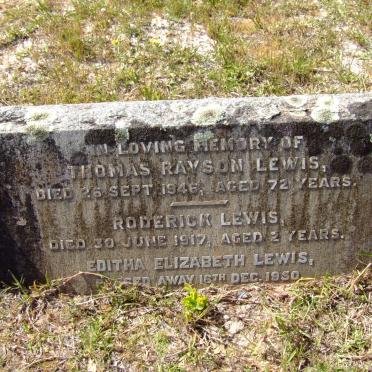 IN LOVING MEMORY OF
THOMAS RAYSON LEWIS,
DIED 26 SEPT. 1946, AGED 72 YEARS.
RODERICK LEWIS,
DIED 30 JUNE 1917, AGED 2 YEARS.
EDITHA ELIZABETH LEWIS,
AWAY 16TH DEC. 1950